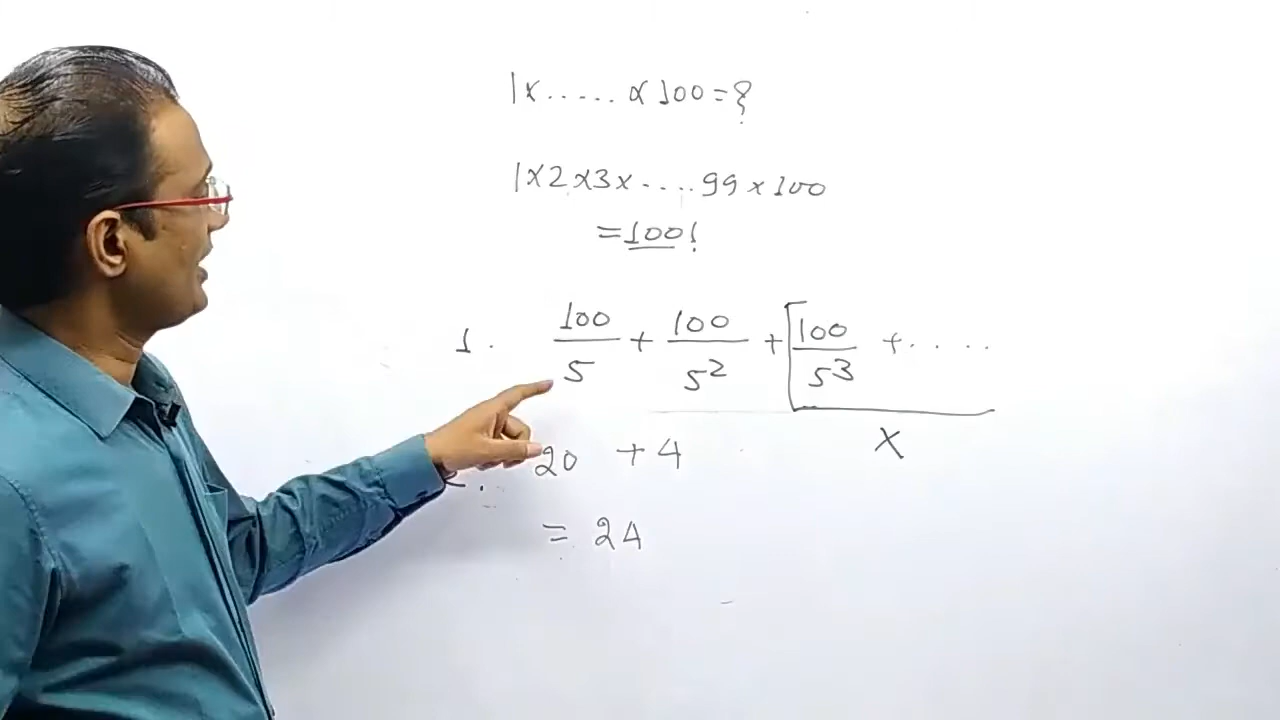 1x.....x100=?
1x2x3x....99x100
=100!
1. 100/5 + 100/5² + 100/5³ +....
x
20 +4
= 24